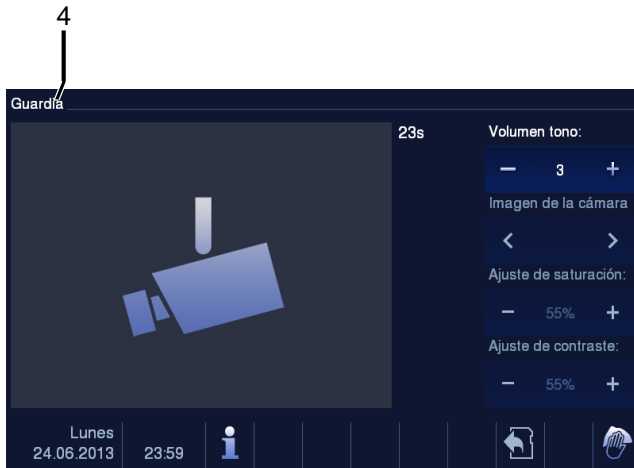 4
Guardia
23s
Volumen tono:
− 3 +
Imagen de la cámara
< >
Ajuste de saturación:
− 55% +
Ajuste de contraste:
− 55% +
Lunes
24.06.2013
23:59